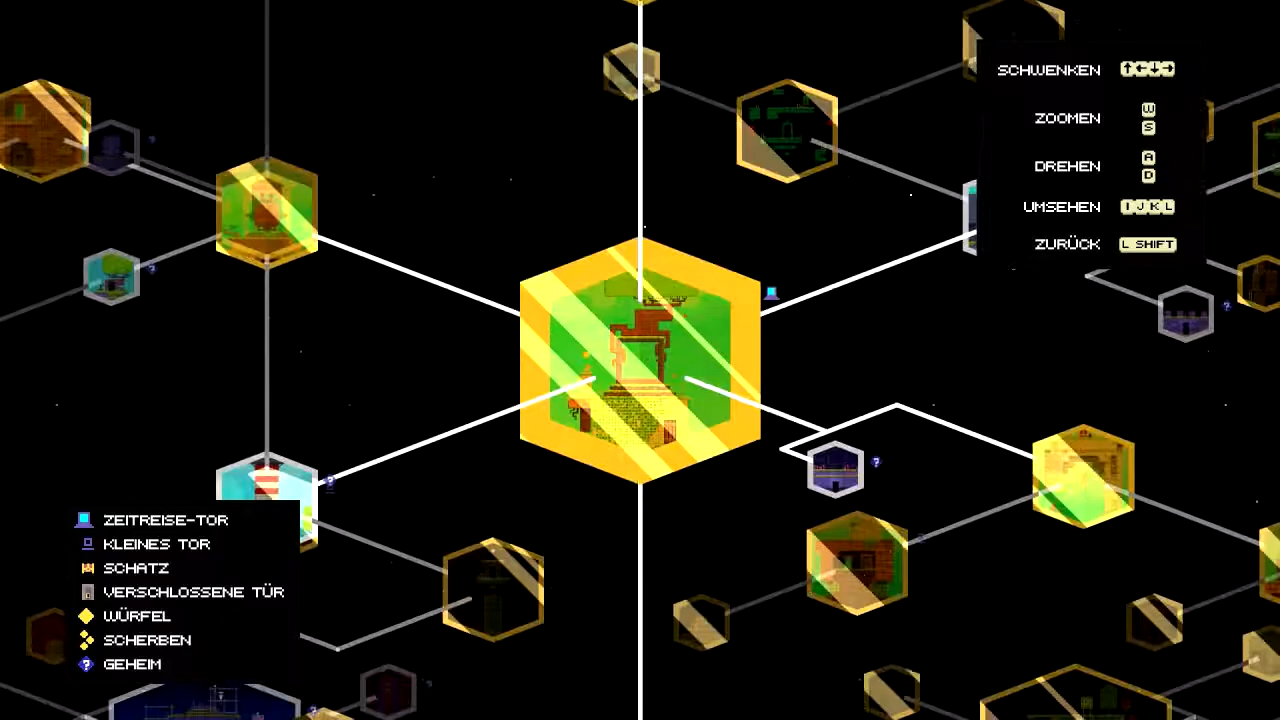 SCHWENKEN ↑←↓→
ZOOMEN W
S
DREHEN A
D
UMSEHEN I J K L
ZURÜCK L SHIFT
ZEITREISE-TOR
KLEINES TOR
SCHATZ
VERSCHLOSSENE TÜR
WÜRFEL
SCHERBEN
? GEHEIM